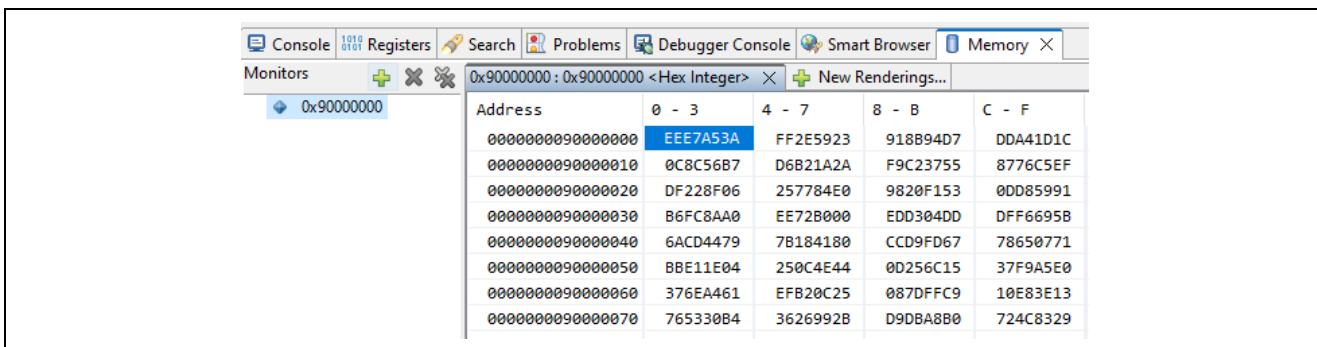 Console Registers Search Problems Debugger Console Smart Browser Memory
Monitors 0x90000000 : 0x90000000 <Hex Integer> New Renderings...
0x90000000 Address 0 - 3 4 - 7 8 - B C - F
0000000090000000 EEE7A53A FF2E5923 918B94D7 DDA41D1C
0000000090000010 0C8C56B7 D6B21A2A F9C23755 8776C5EF
0000000090000020 DF228F06 257784E0 9820F153 0DD85991
0000000090000030 B6FC8AA0 EE72B000 EDD304DD DFF6695B
0000000090000040 6ACD4479 7B184180 CCD9FD67 78650771
0000000090000050 BBE11E04 250C4E44 0D256C15 37F9A5E0
0000000090000060 376EA461 EFB20C25 087DFFC9 10E83E13
0000000090000070 765330B4 3626992B D9DBA8B0 724C8329